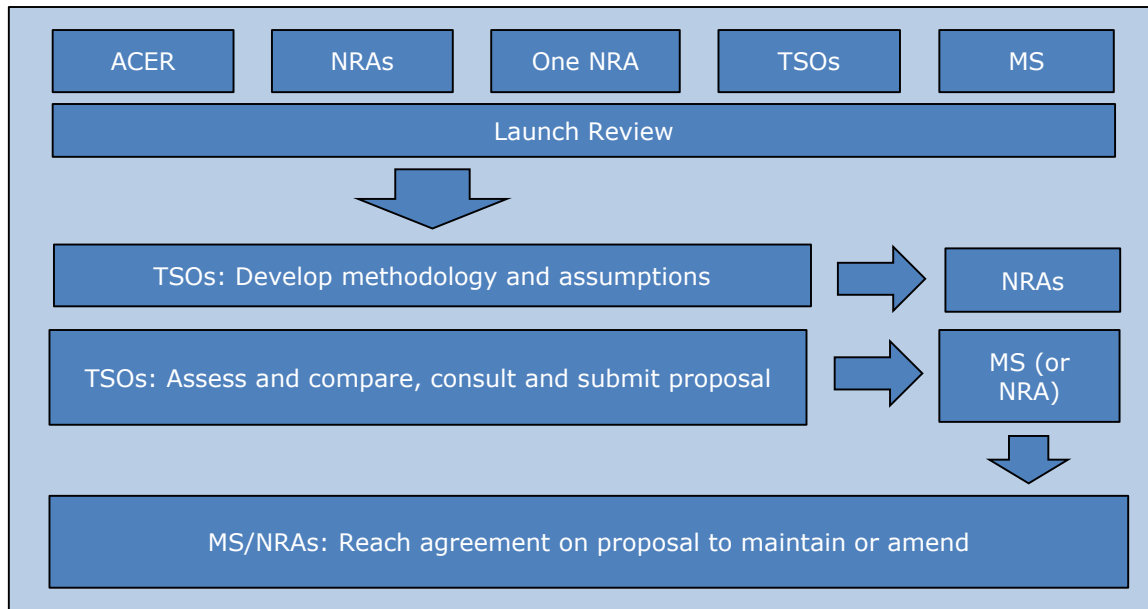 ACER
NRAs
One NRA
TSOs
MS
Launch Review
TSOs: Develop methodology and assumptions
NRAs
TSOs: Assess and compare, consult and submit proposal
MS (or
NRA)
MS/NRAs: Reach agreement on proposal to maintain or amend